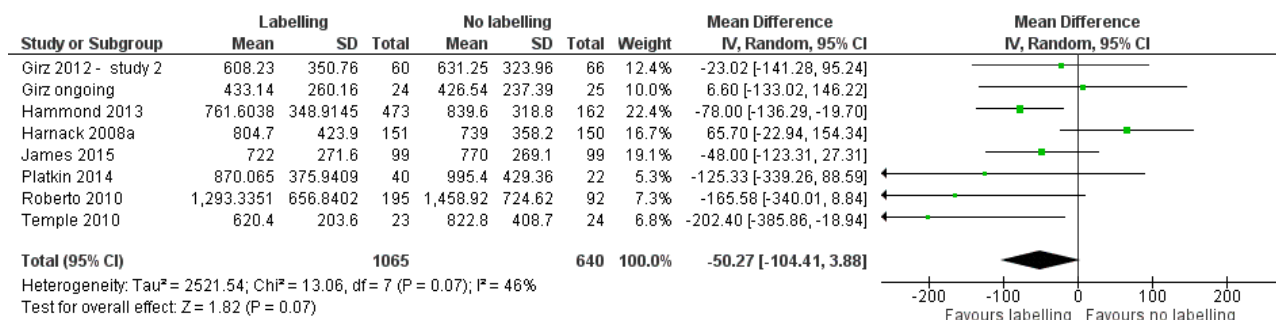 Labelling No labelling Mean Difference Mean Difference
Study or Subgroup Mean SD Total Mean SD Total Weight IV, Random, 95% CI IV, Random, 95% CI
Girz 2012 - study 2 608.23 350.76 60 631.25 323.96 66 12.4% -23.02 [-141.28, 95.24]
Girz ongoing 433.14 260.16 24 426.54 237.39 25 10.0% 6.60 [-133.02, 146.22]
Hammond 2013 761.6038 348.9145 473 839.6 318.8 162 22.4% -78.00 [-136.29, -19.70]
Harnack 2008a 804.7 423.9 151 739 358.2 150 16.7% 65.70 [-22.94, 154.34]
James 2015 722 271.6 99 770 269.1 99 19.1% -48.00 [-123.31, 27.31]
Platkin 2014 870.065 375.9409 40 995.4 429.36 22 5.3% -125.33 [-339.26, 88.59]
Roberto 2010 1,293.3351 656.8402 195 1,458.92 724.62 92 7.3% -165.58 [-340.01, 8.84]
Temple 2010 620.4 203.6 23 822.8 408.7 24 6.8% -202.40 [-385.86, -18.94]
Total (95% CI) 1065 640 100.0% -50.27 [-104.41, 3.88]
Heterogeneity: Tau² = 2521.54; Chi² = 13.06, df = 7 (P = 0.07); I² = 46%
Test for overall effect: Z = 1.82 (P = 0.07)
-200 -100 0 100 200
Favours labelling Favours no labelling